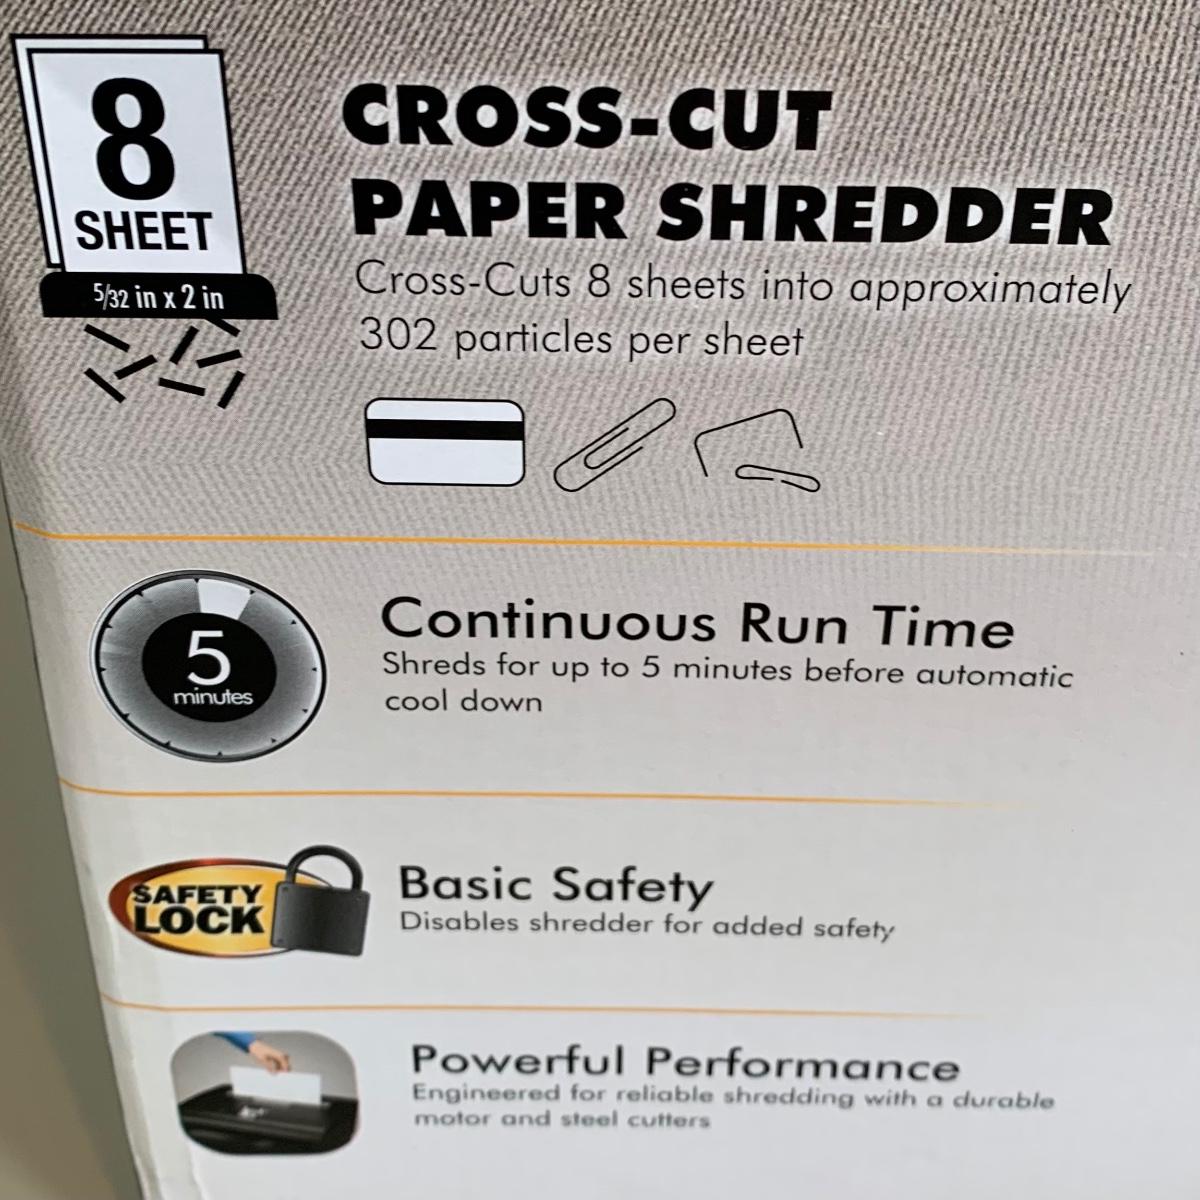 8
SHEET
5/32 in x 2 in
CROSS-CUT
PAPER SHREDDER
Cross-Cuts 8 sheets into approximately
302 particles per sheet
5
minutes
Continuous Run Time
Shreds for up to 5 minutes before automatic
cool down
SAFETY
LOCK
Basic Safety
Disables shredder for added safety
Powerful Performance
Engineered for reliable shredding with a durable
motor and steel cutters